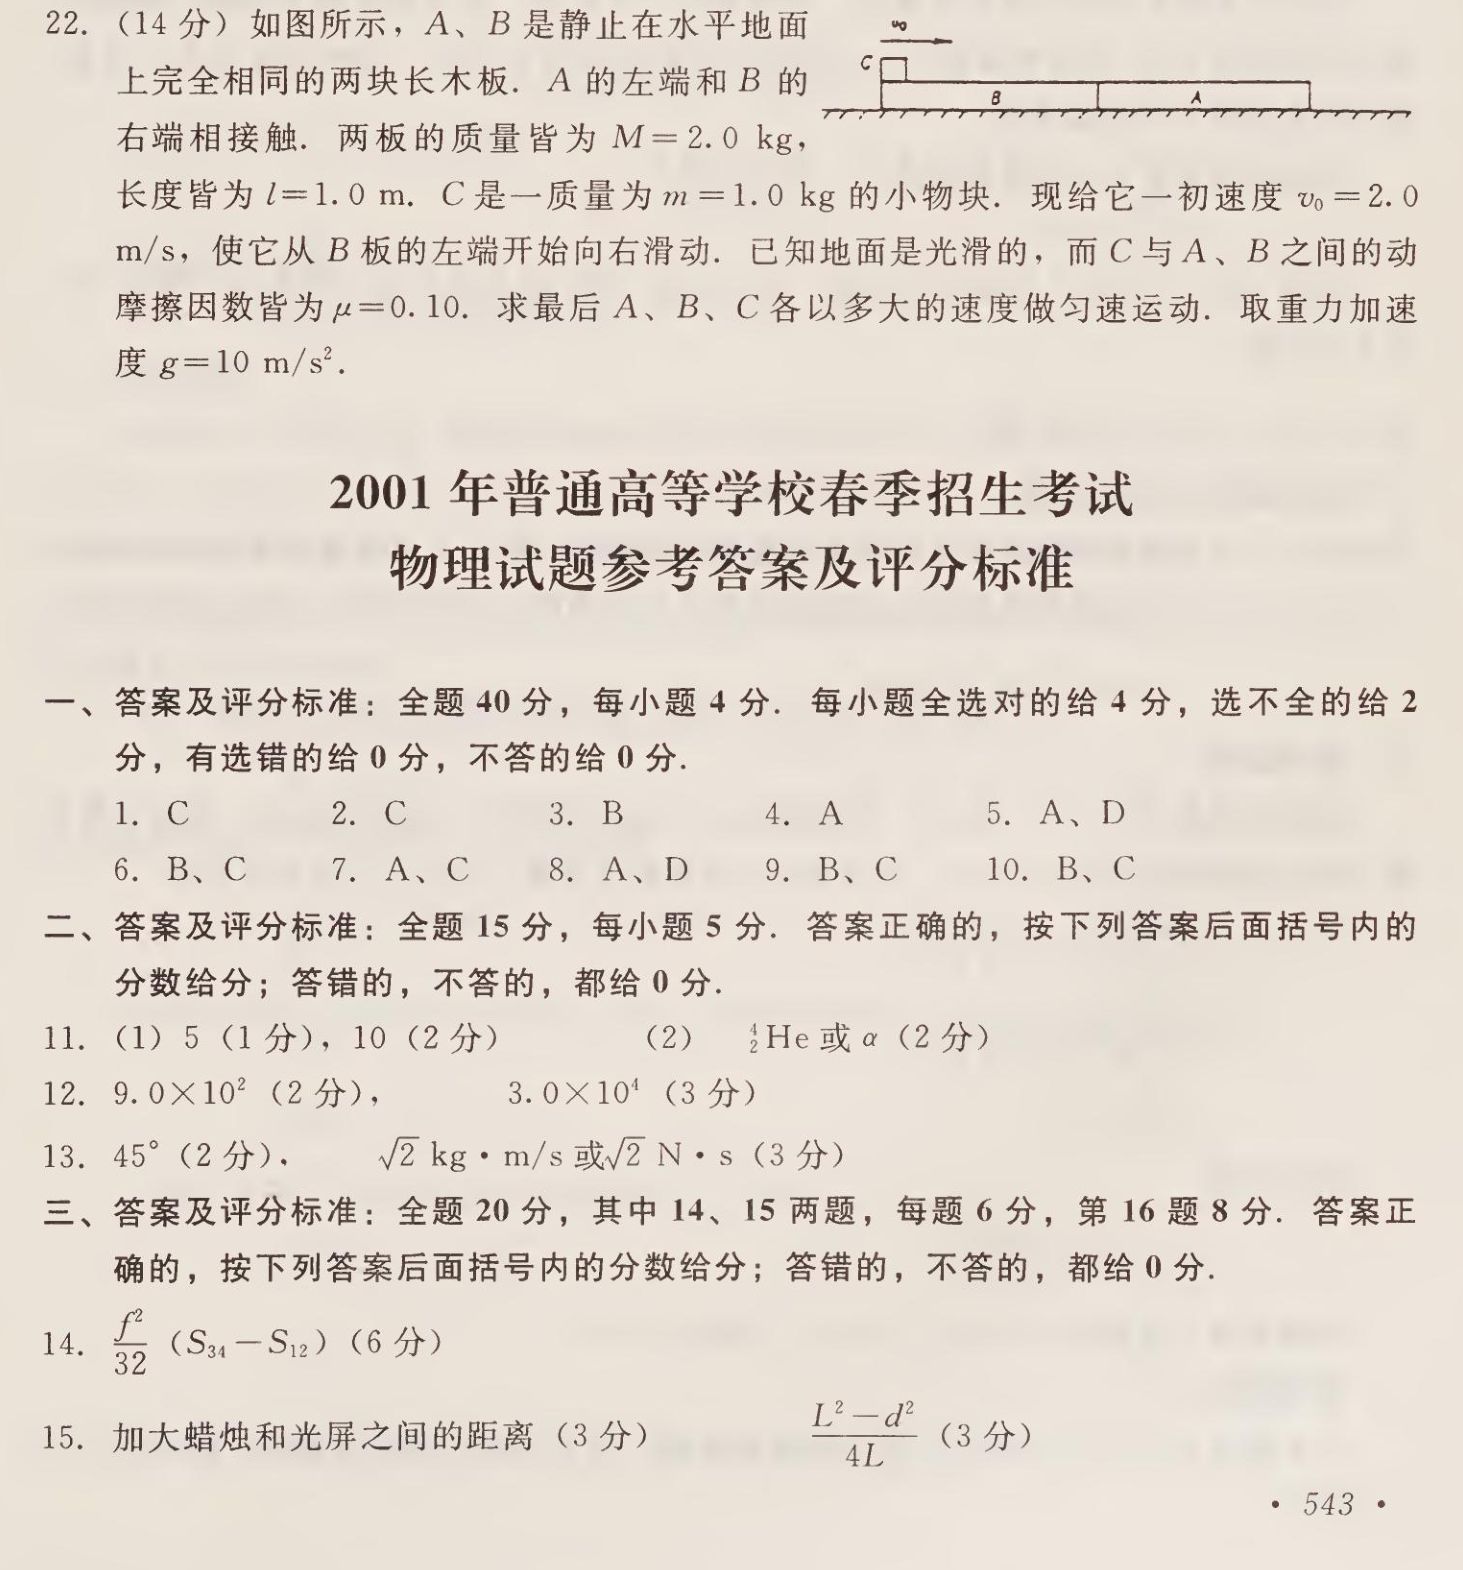 22. (14 分) 如图所示, A、B 是静止在水平地面
上完全相同的两块长木板. A 的左端和 B 的
右端相接触. 两板的质量皆为 M=2.0 kg,
v₀
C
B
A
长度皆为 l=1.0 m. C 是一质量为 m=1.0 kg 的小物块. 现给它一初速度 v₀=2.0
m/s, 使它从 B 板的左端开始向右滑动. 已知地面是光滑的, 而 C 与 A、B 之间的动
摩擦因数皆为 μ=0.10. 求最后 A、B、C 各以多大的速度做匀速运动. 取重力加速
度 g=10 m/s².
2001 年普通高等学校春季招生考试
物理试题参考答案及评分标准
一、答案及评分标准: 全题 40 分, 每小题 4 分. 每小题全选对的给 4 分, 选不全的给 2
分, 有选错的给 0 分, 不答的给 0 分.
1. C 2. C 3. B 4. A 5. A、D
6. B、C 7. A、C 8. A、D 9. B、C 10. B、C
二、答案及评分标准: 全题 15 分, 每小题 5 分. 答案正确的, 按下列答案后面括号内的
分数给分; 答错的, 不答的, 都给 0 分.
11. (1) 5 (1 分), 10 (2 分) (2) ⁴₂He 或 α (2 分)
12. 9.0×10² (2 分), 3.0×10⁴ (3 分)
13. 45° (2 分). √2 kg·m/s 或√2 N·s (3 分)
三、答案及评分标准: 全题 20 分, 其中 14、15 两题, 每题 6 分, 第 16 题 8 分. 答案正
确的, 按下列答案后面括号内的分数给分; 答错的, 不答的, 都给 0 分.
14. f²/32 (S₃₄−S₁₂) (6 分)
15. 加大蜡烛和光屏之间的距离 (3 分) (L²−d²)/4L (3 分)
· 543 ·